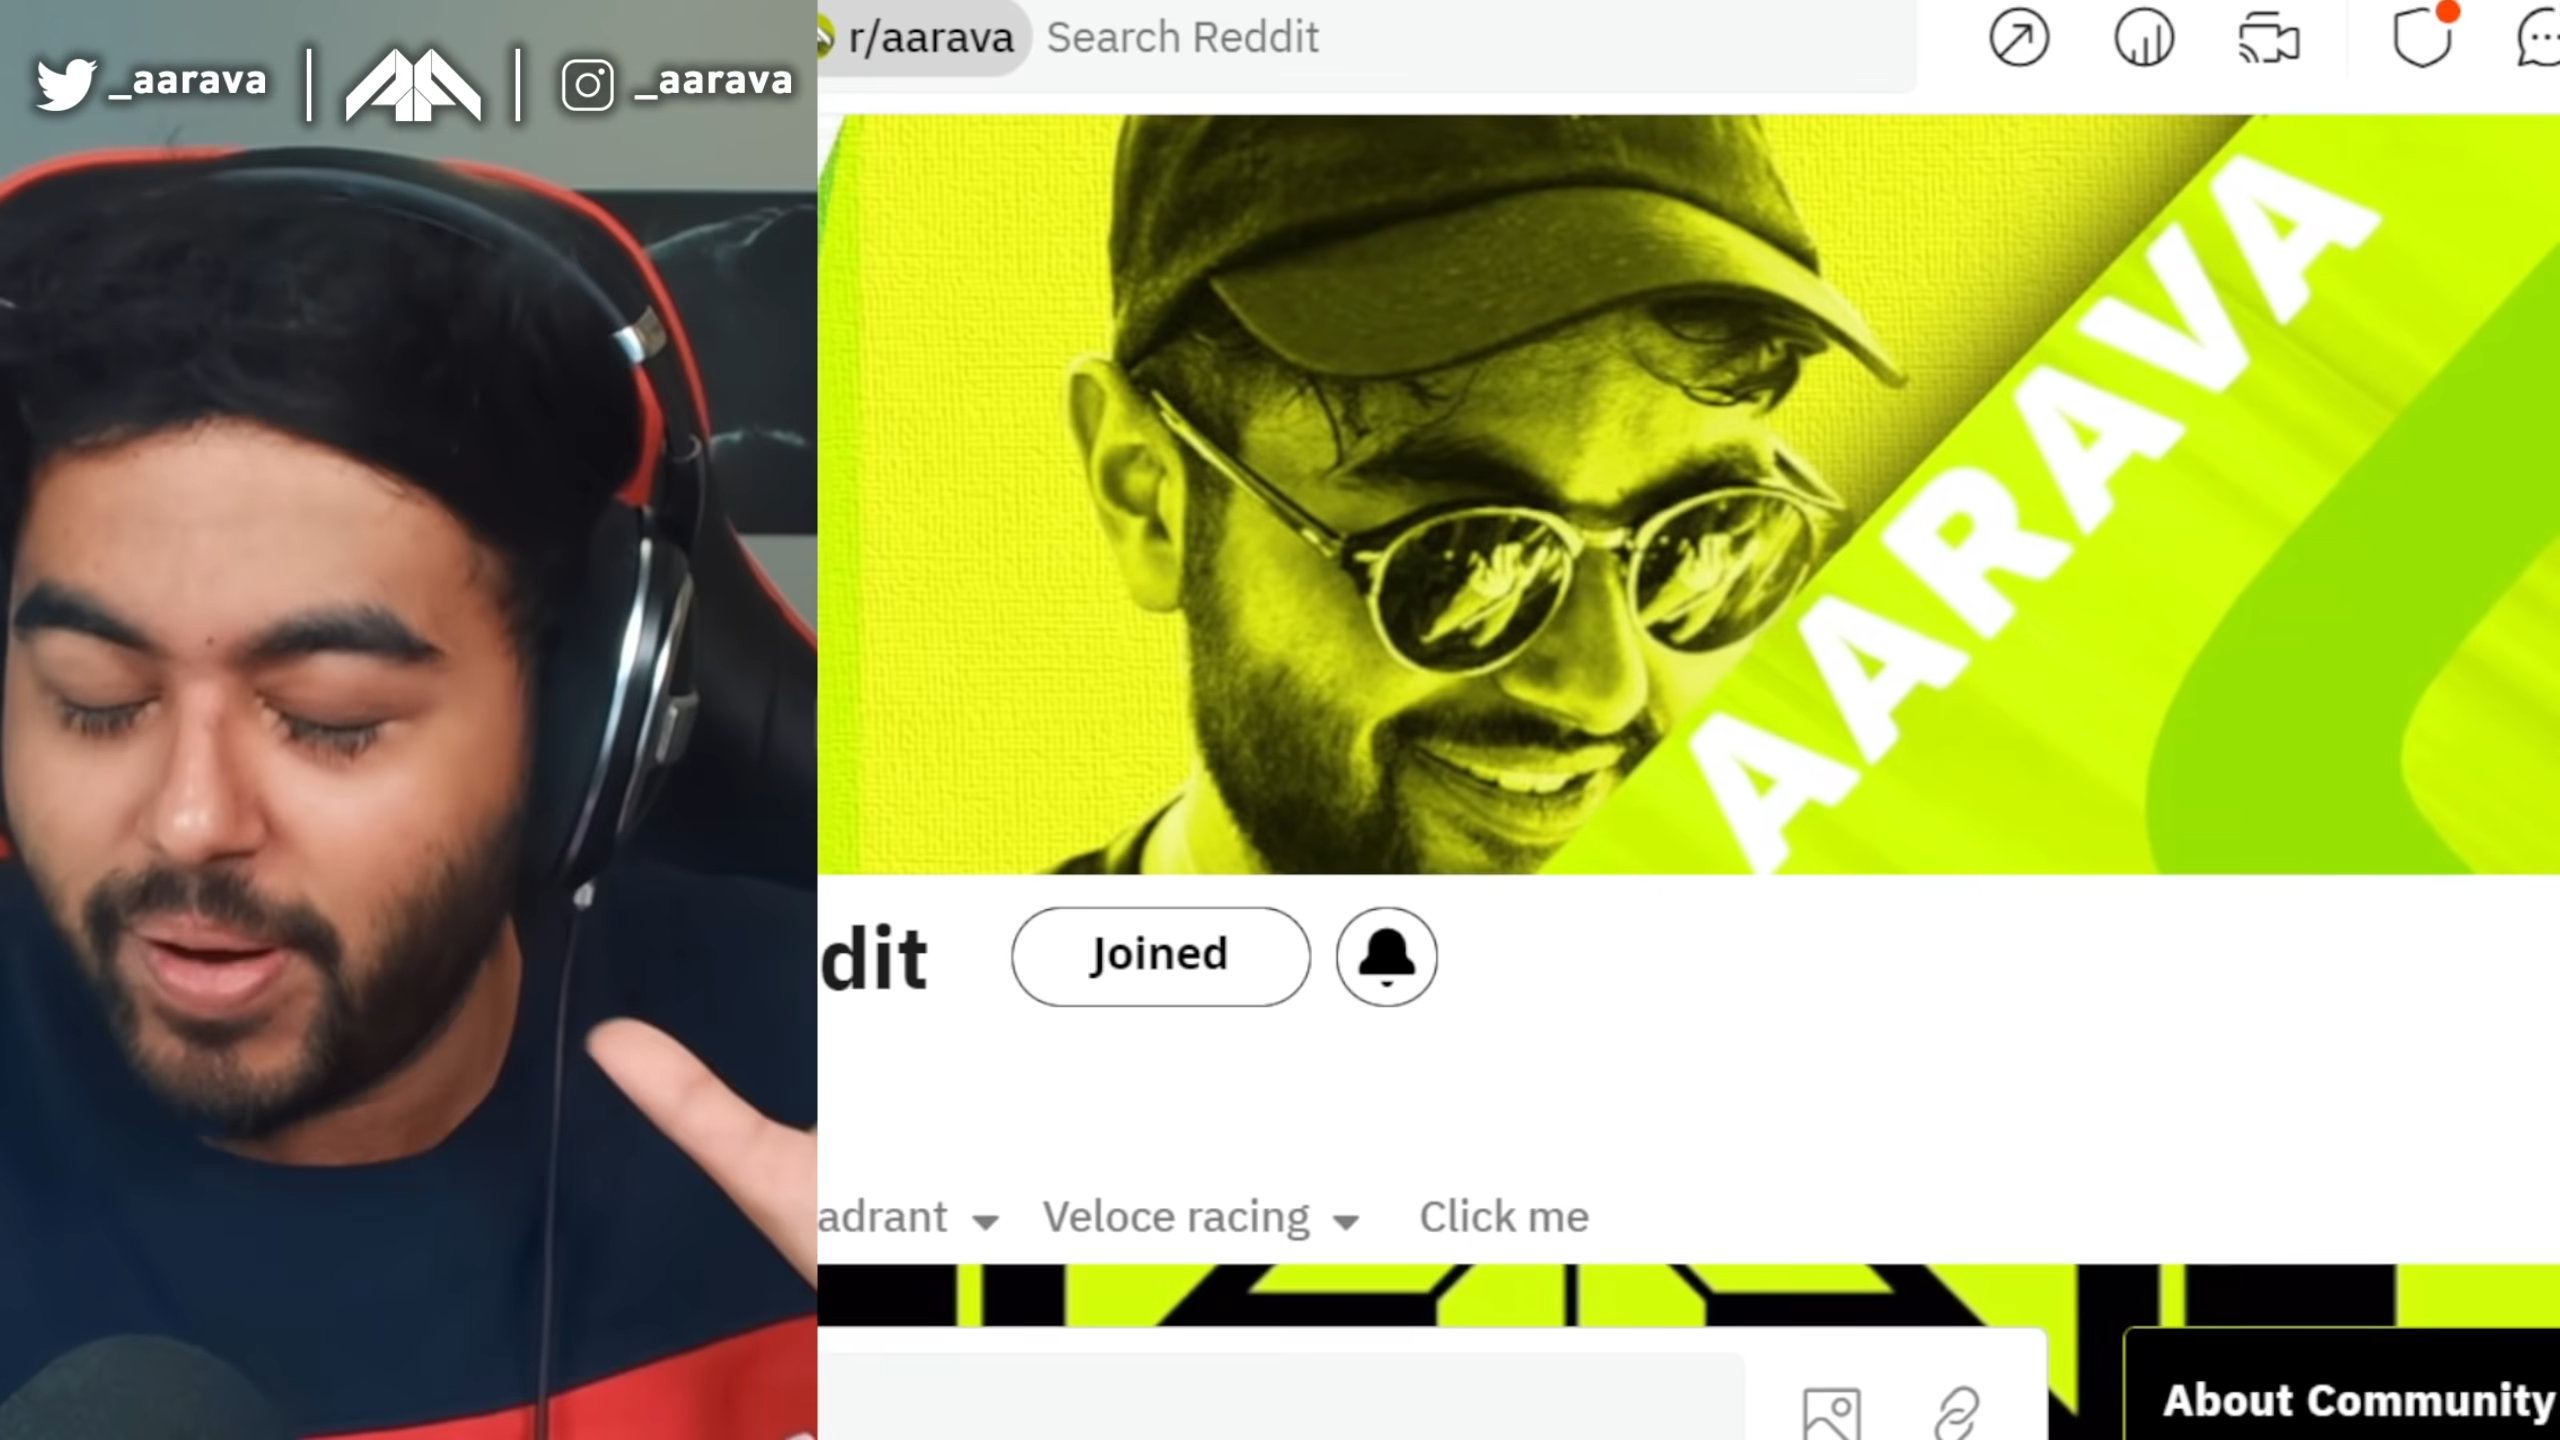 _aarava
_aarava
r/aarava Search Reddit
AARAVA
dit Joined
adrant Veloce racing Click me
About Community